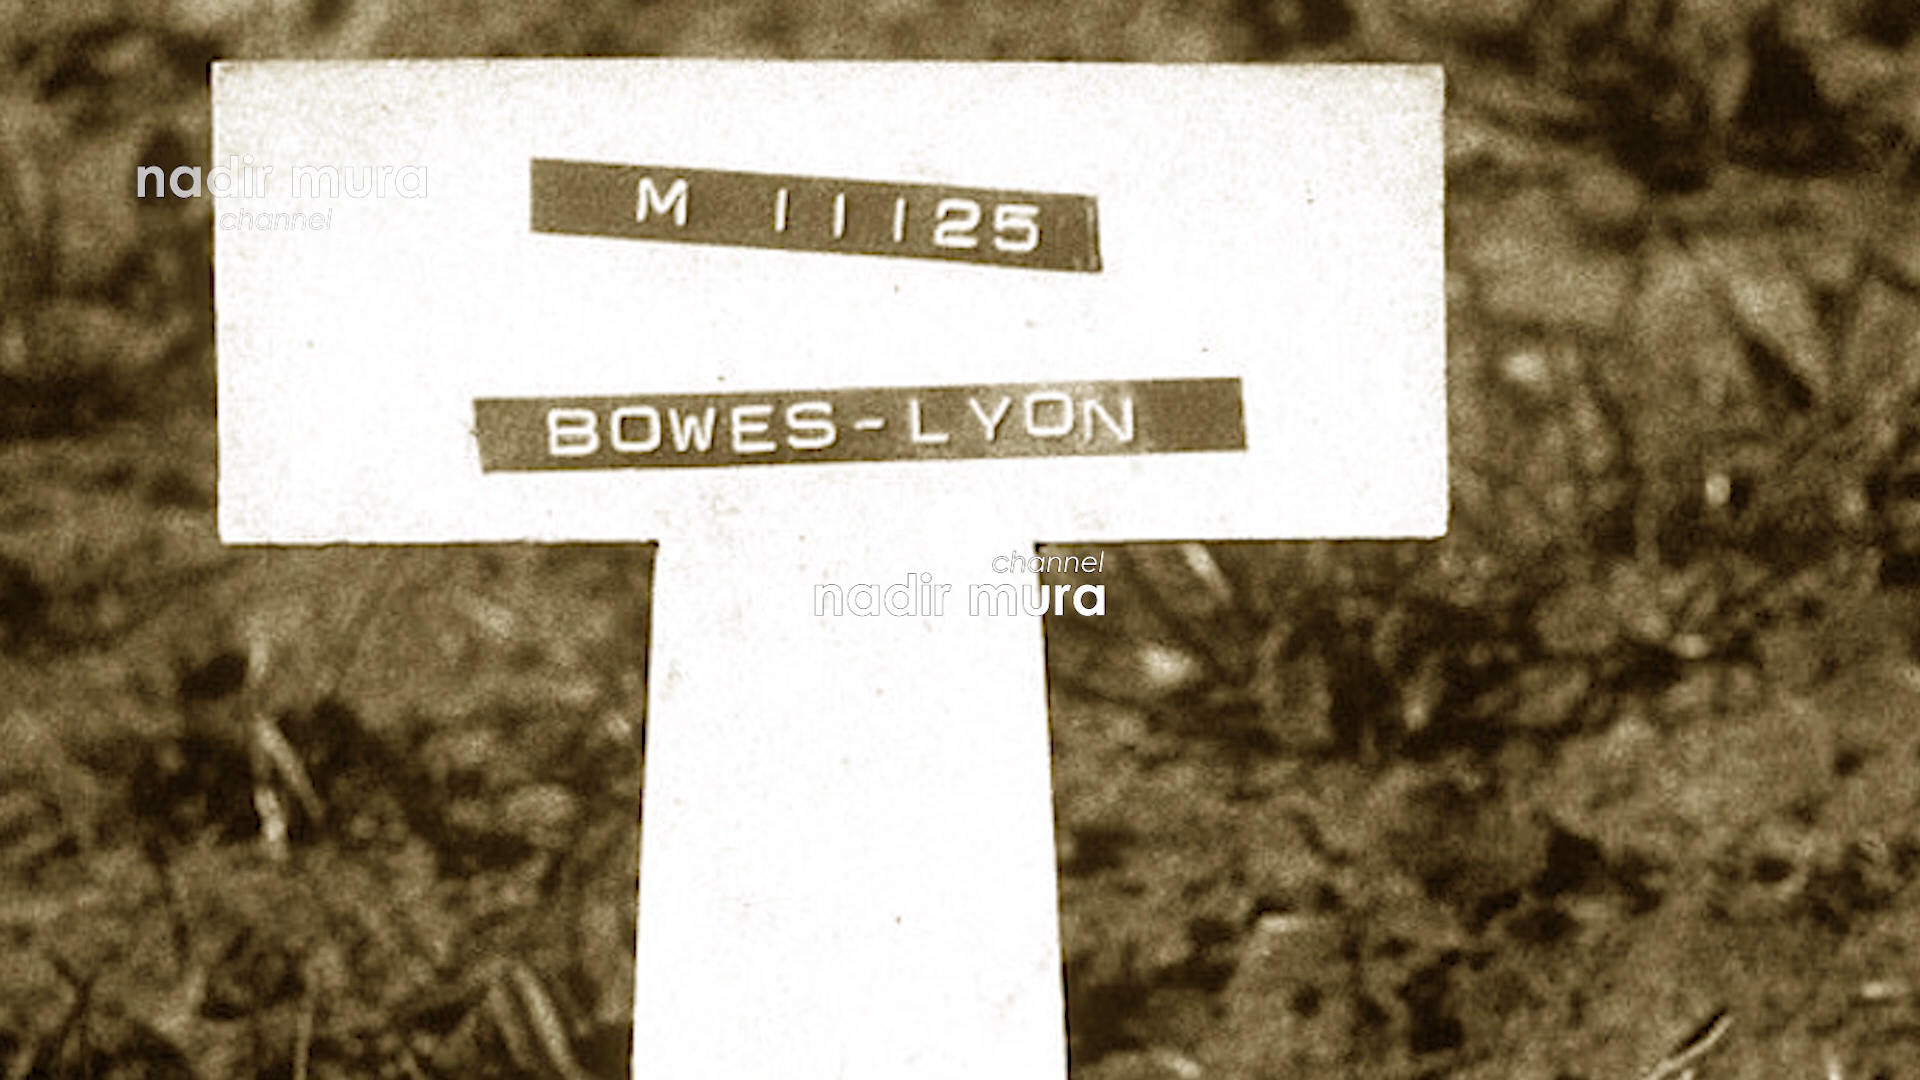 nadir mura
channel
M 11125
BOWES-LYON
channel
nadir mura